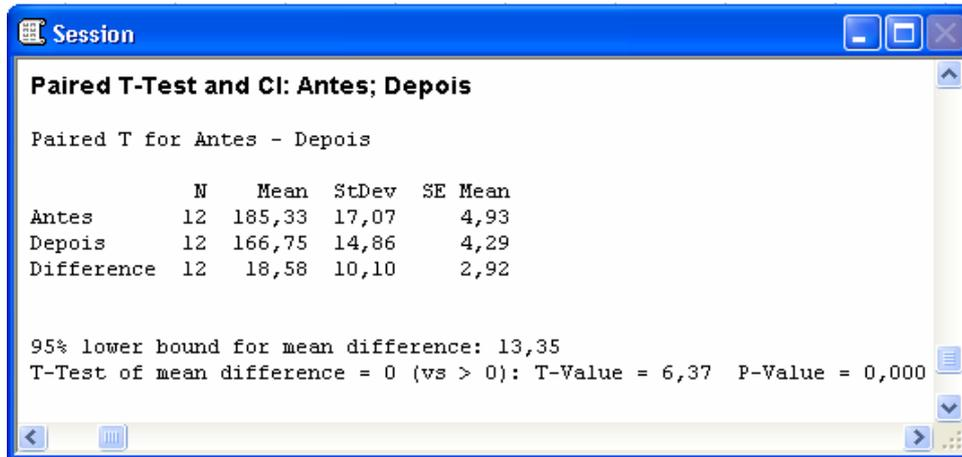 Session
Paired T-Test and CI: Antes; Depois
Paired T for Antes - Depois
N Mean StDev SE Mean
Antes 12 185,33 17,07 4,93
Depois 12 166,75 14,86 4,29
Difference 12 18,58 10,10 2,92
95% lower bound for mean difference: 13,35
T-Test of mean difference = 0 (vs > 0): T-Value = 6,37 P-Value = 0,000